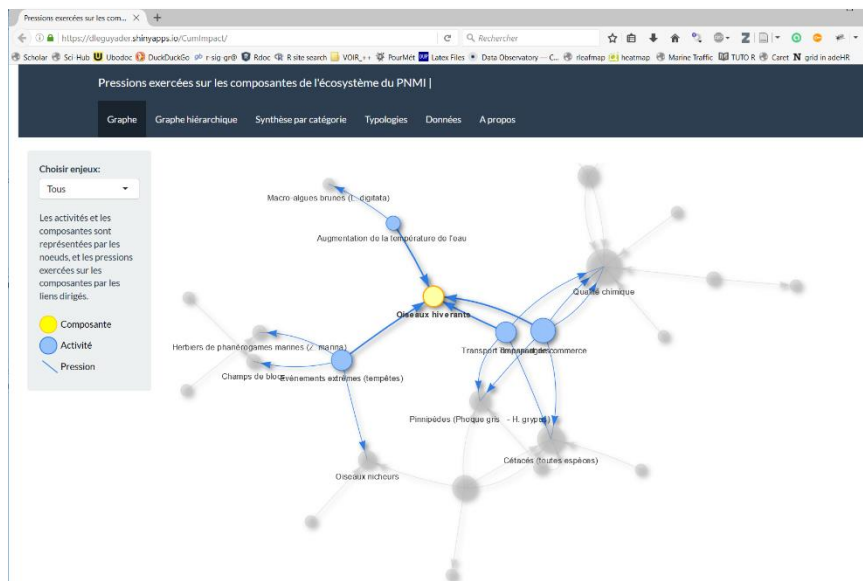 Pressions exercées sur les com...
https://dleguyader.shinyapps.io/CumImpact/
Rechercher
Scholar Sci-Hub Ubodoc DuckDuckGo r-sig-gr@ Rdoc R site search VOIR_++ PourMét Latex Files Data Observatory — C... rleafmap heatmap Marine Traffic TUTO R Caret grid in adeHR
Pressions exercées sur les composantes de l'écosystème du PNMI |
Graphe Graphe hiérarchique Synthèse par catégorie Typologies Données A propos
Choisir enjeux:
Tous
Les activités et les
composantes sont
représentées par les
noeuds, et les pressions
exercées sur les
composantes par les
liens dirigés.
Composante
Activité
Pression
Macro-algues brunes (L. digitata)
Augmentation de la température de l'eau
Qualité chimique
Oiseaux hivernants
Herbiers de phanérogames marines (Z. marina)
Transport commerce
Champs de blocs
Evènements extrêmes (tempêtes)
Pinnipèdes (Phoque gris - H. grypus)
Cétacés (toutes espèces)
Oiseaux nicheurs